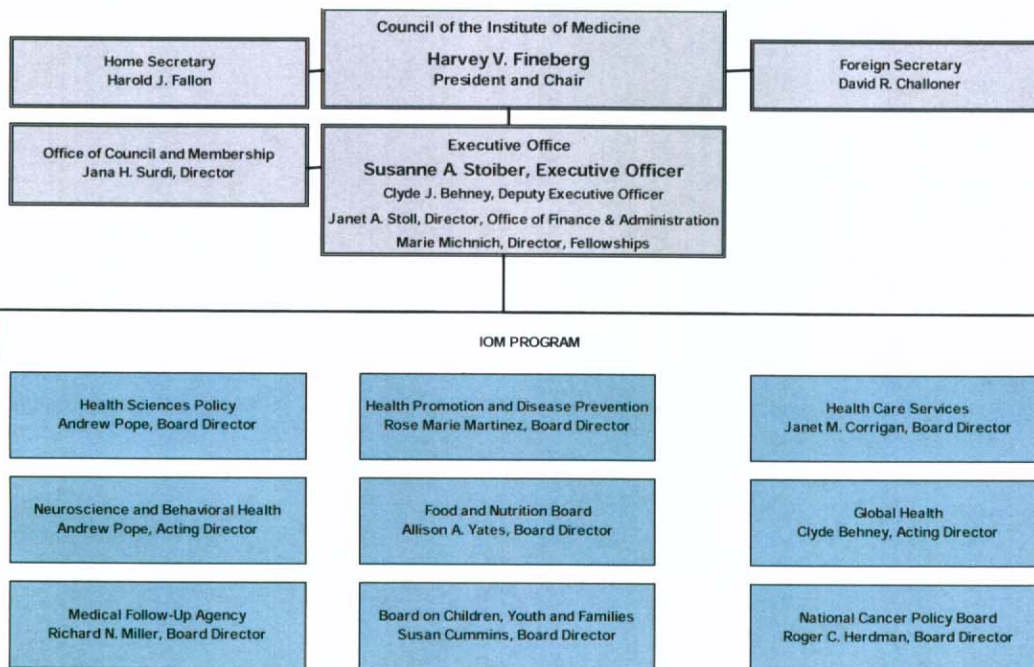 Council of the Institute of Medicine
Harvey V. Fineberg
President and Chair
Home Secretary
Harold J. Fallon
Foreign Secretary
David R. Challoner
Office of Council and Membership
Jana H. Surdi, Director
Executive Office
Susanne A. Stoiber, Executive Officer
Clyde J. Behney, Deputy Executive Officer
Janet A. Stoll, Director, Office of Finance & Administration
Marie Michnich, Director, Fellowships
IOM PROGRAM
Health Sciences Policy
Andrew Pope, Board Director
Health Promotion and Disease Prevention
Rose Marie Martinez, Board Director
Health Care Services
Janet M. Corrigan, Board Director
Neuroscience and Behavioral Health
Andrew Pope, Acting Director
Food and Nutrition Board
Allison A. Yates, Board Director
Global Health
Clyde Behney, Acting Director
Medical Follow-Up Agency
Richard N. Miller, Board Director
Board on Children, Youth and Families
Susan Cummins, Board Director
National Cancer Policy Board
Roger C. Herdman, Board Director